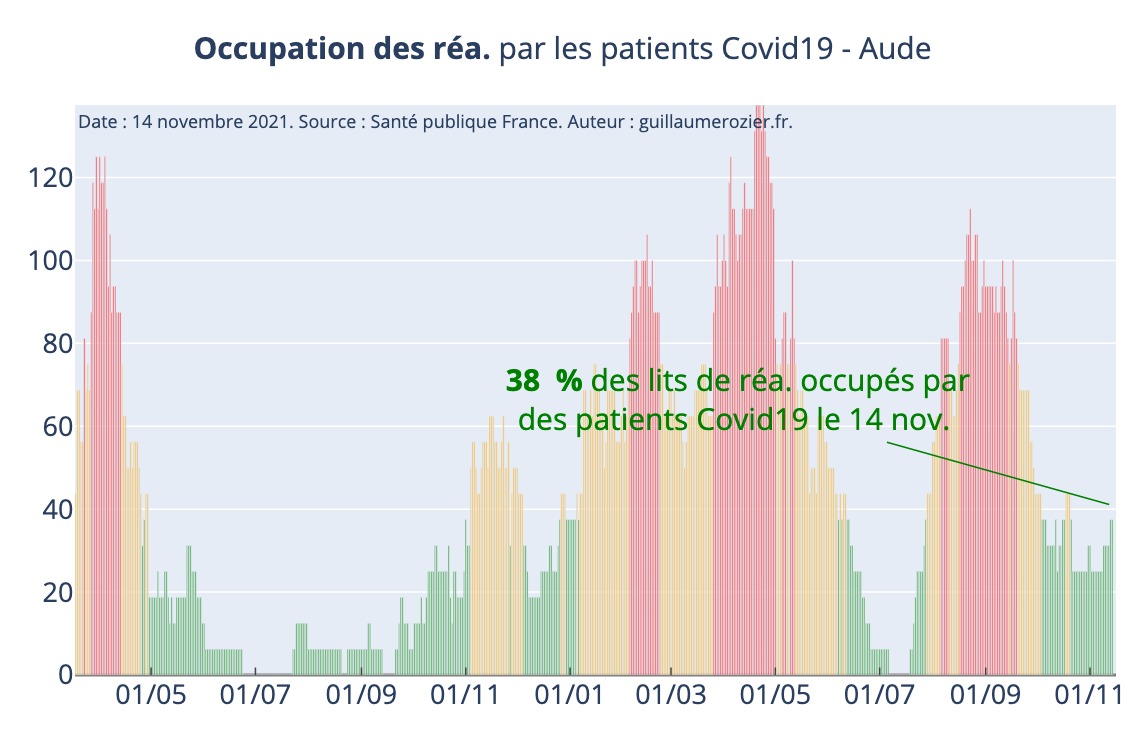 Occupation des réa. par les patients Covid19 - Aude
Date : 14 novembre 2021. Source : Santé publique France. Auteur : guillaumerozier.fr.
120
100
80
38 % des lits de réa. occupés par
des patients Covid19 le 14 nov.
60
40
20
0
01/05 01/07 01/09 01/11 01/01 01/03 01/05 01/07 01/09 01/11